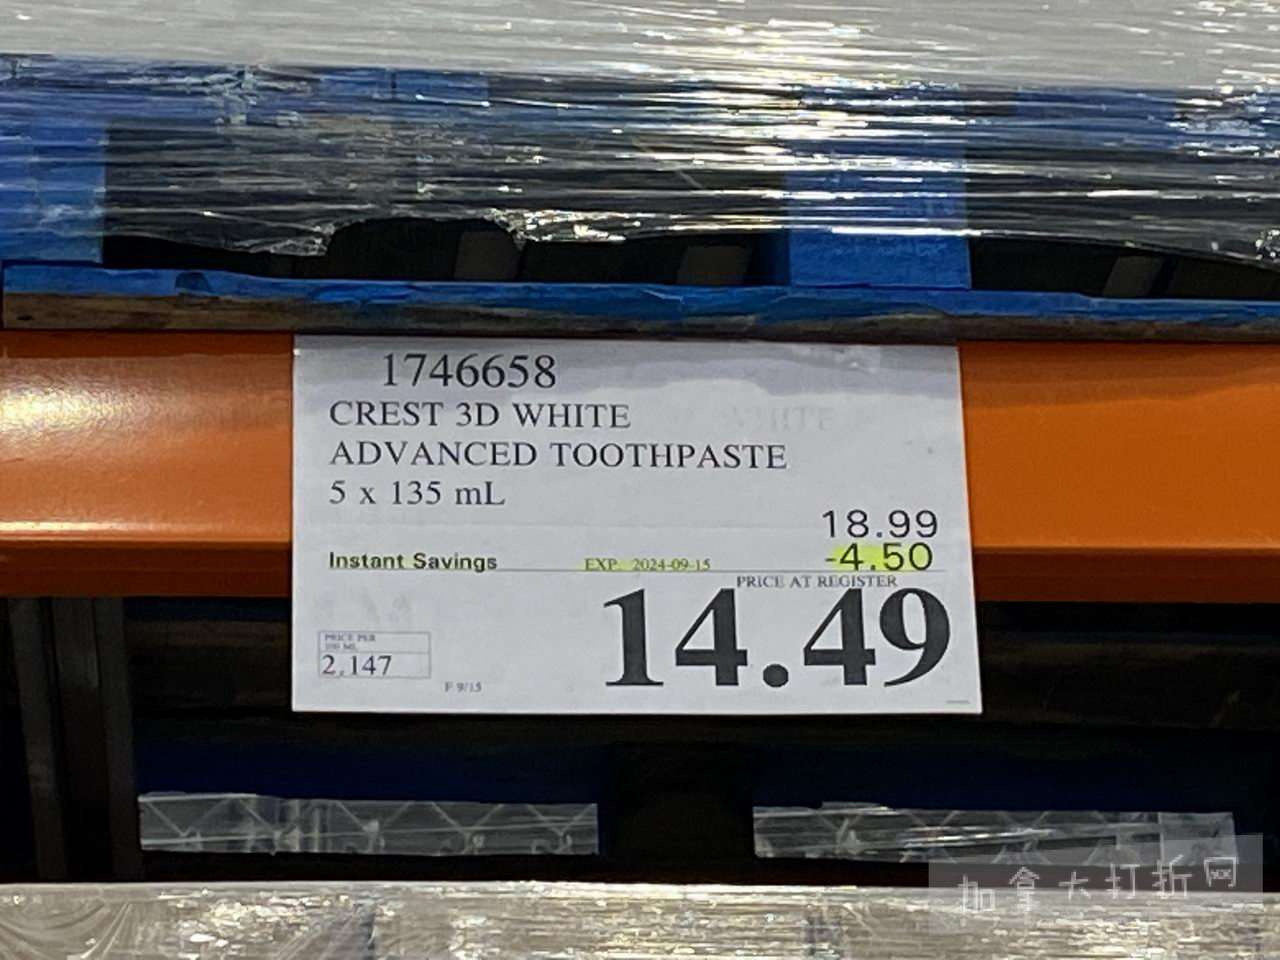 1746658
CREST 3D WHITE
ADVANCED TOOTHPASTE
5 x 135 mL
18.99
Instant Savings EXP. 2024-09-15 -4.50
PRICE AT REGISTER
14.49
PRICE PER
100 ML
2.147
F 9/15
加拿大打折网